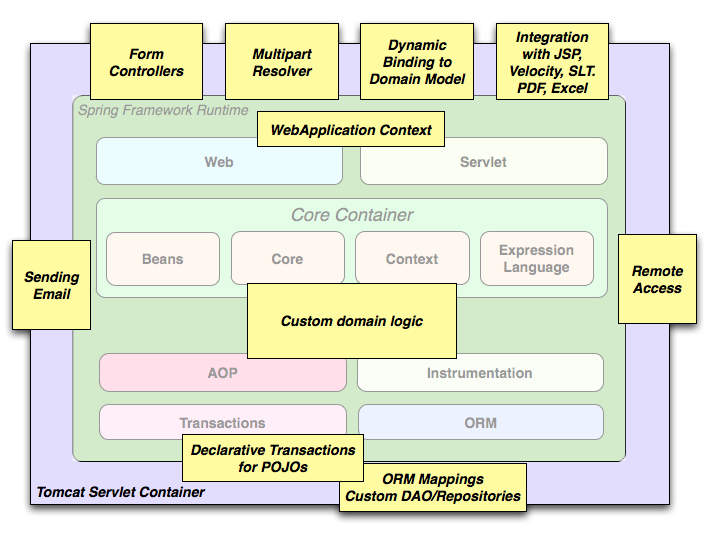 Form
Controllers
Multipart
Resolver
Dynamic
Binding to
Domain Model
Integration
with JSP,
Velocity, SLT.
PDF, Excel
Spring Framework Runtime
WebApplication Context
Web
Servlet
Core Container
Beans
Core
Context
Expression
Language
Sending
Email
Remote
Access
Custom domain logic
AOP
Instrumentation
Transactions
ORM
Declarative Transactions
for POJOs
ORM Mappings
Custom DAO/Repositories
Tomcat Servlet Container